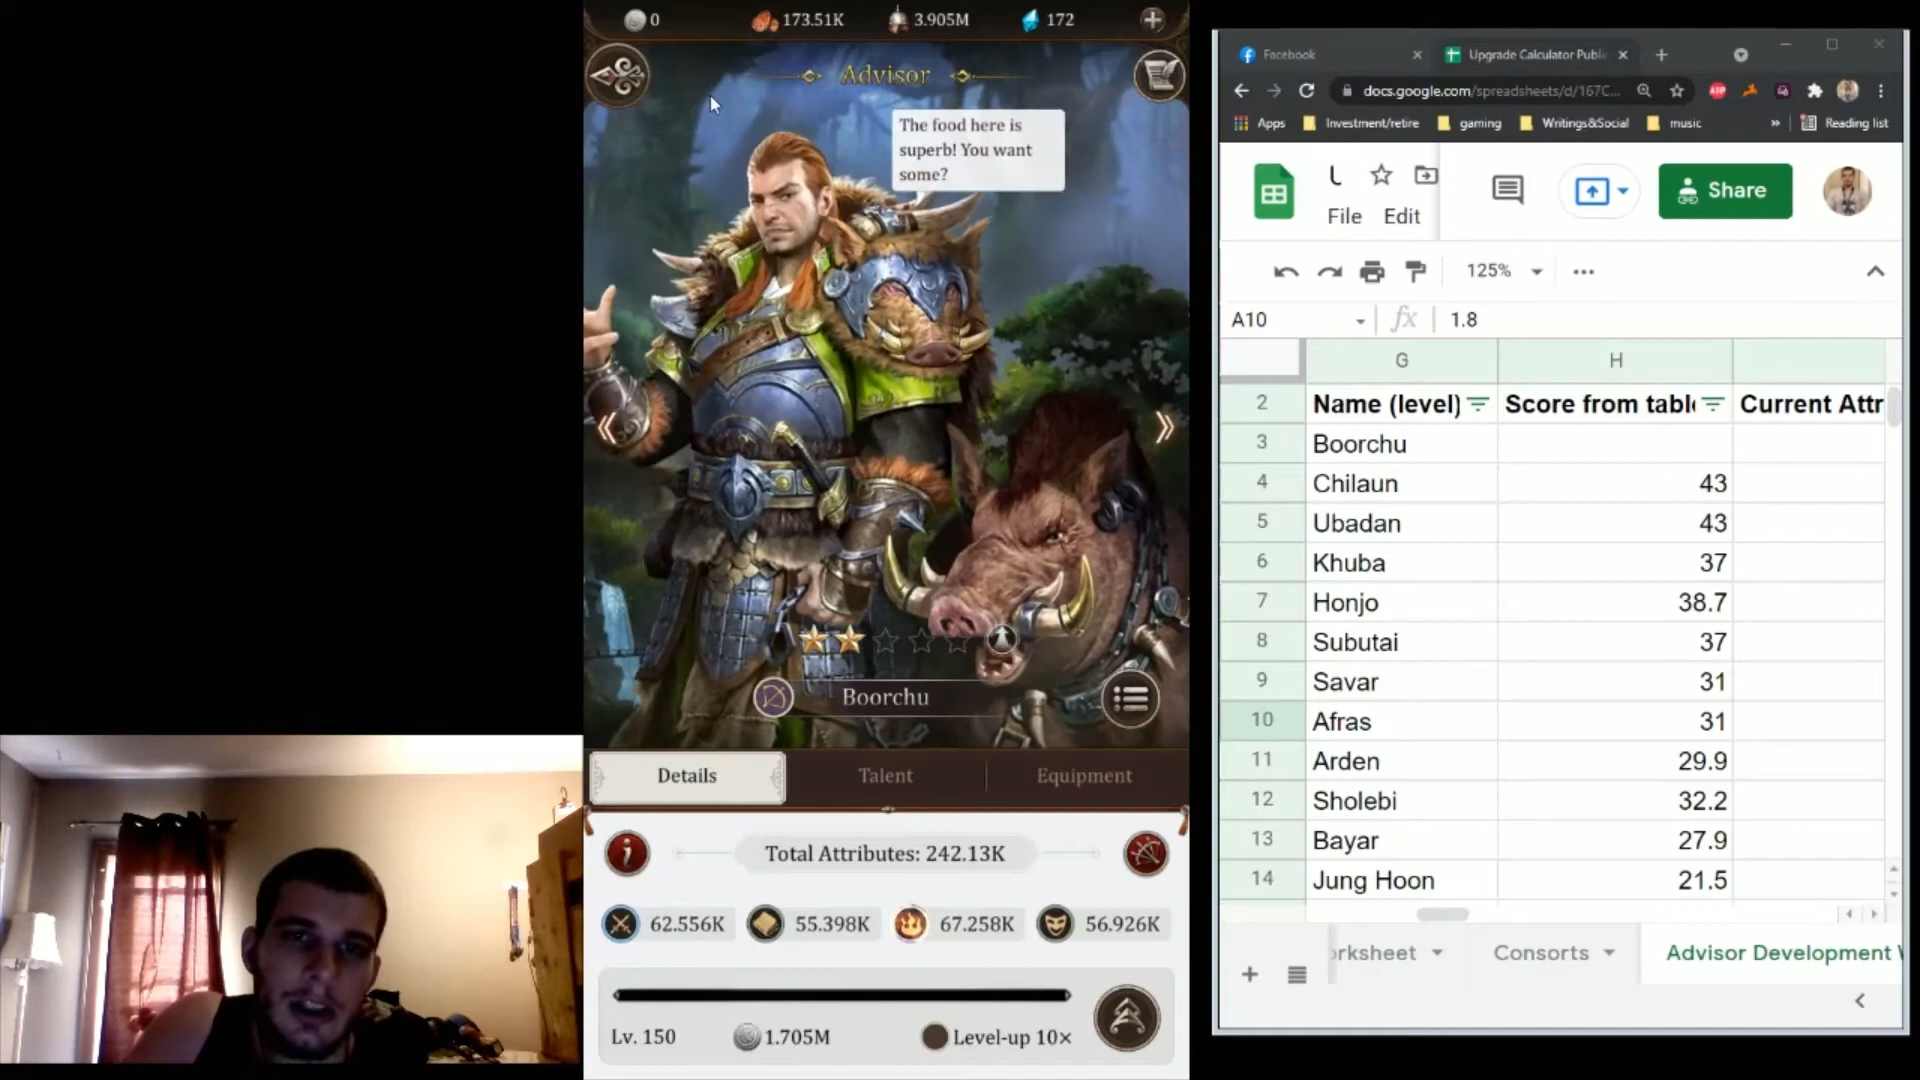 0 173.51K 3.905M 172
Advisor
The food here is
superb! You want
some?
Boorchu
Details Talent Equipment
Total Attributes: 242.13K
62.556K 55.398K 67.258K 56.926K
Lv. 150 1.705M Level-up 10×
Facebook Upgrade Calculator Publi
docs.google.com/spreadsheets/d/167C...
Apps Investment/retire gaming Writings&Social music » Reading list
File Edit Share
125%
A10 fx 1.8
G H
2 Name (level) Score from tabl Current Attr
3 Boorchu
4 Chilaun 43
5 Ubadan 43
6 Khuba 37
7 Honjo 38.7
8 Subutai 37
9 Savar 31
10 Afras 31
11 Arden 29.9
12 Sholebi 32.2
13 Bayar 27.9
14 Jung Hoon 21.5
rksheet Consorts Advisor Development